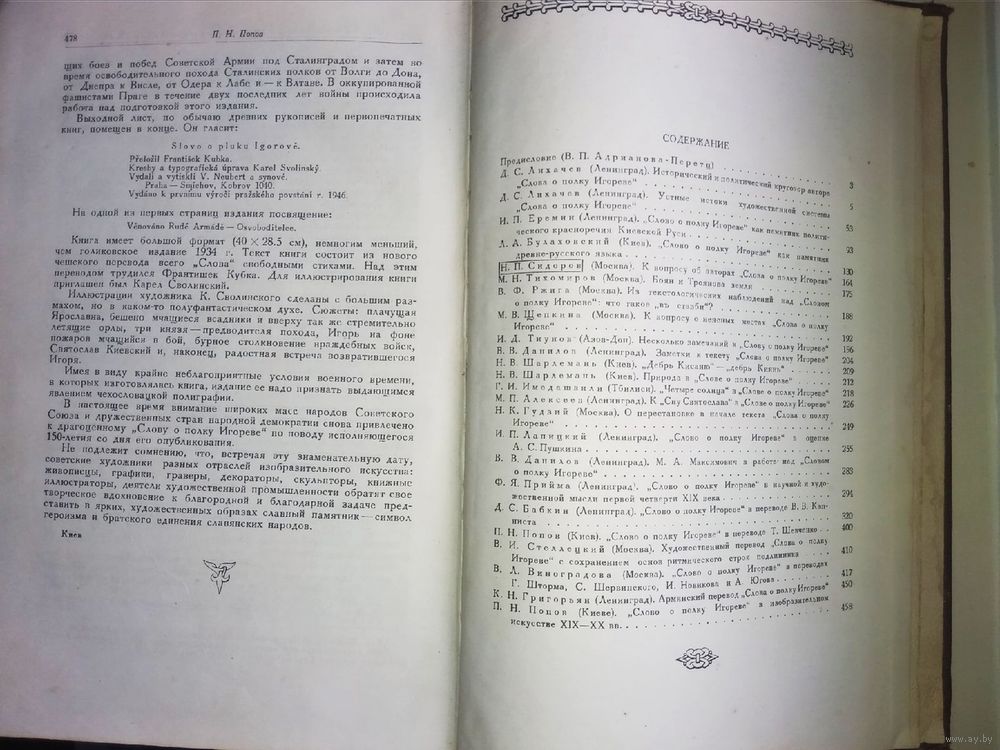 478
П. Н. Попов
щих боев и побед Советской Армии под Сталинградом и затем во
время освободительного похода Сталинских полков от Волги до Дона,
от Днепра к Висле, от Одера к Лабе и — к Влтаве. В оккупированной
фашистами Праге в течение двух последних лет войны происходила
работа над подготовкой этого издания.
Выходной лист, по обычаю древних рукописей и первопечатных
книг, помещен в конце. Он гласит:
Slovo o pluku Igorově.
Přeložil František Kubka.
Kresby a typografická úprava Karel Svolinský.
Vydali a vytiskli V. Neubert a synové.
Praha — Smíchov, Kobrov 1040.
Vydáno k prvnímu výročí pražského povstání r. 1946.
На одной из первых страниц издания посвящение:
Věnováno Rudé Armádě — Osvoboditelce.
Книга имеет большой формат (40 × 28.5 см), немногим меньший,
чем голиковское издание 1934 г. Текст книги состоит из нового
чешского перевода всего „Слова" свободными стихами. Над этим
переводом трудился Франтишек Кубка. Для иллюстрирования книги
приглашен был Карел Сволинский.
Иллюстрации художника К. Сволинского сделаны с большим раз-
махом, но в каком-то полуфантастическом духе. Сюжеты: плачущая
Ярославна, бешено мчащиеся всадники и вверху так же стремительно
летящие орлы, три князя — предводителя похода, Игорь на фоне
пожаров мчащийся в бой, бурное столкновение враждебных войск,
Святослав Киевский и, наконец, радостная встреча возвратившегося
Игоря.
Имея в виду крайне неблагоприятные условия военного времени,
в которых изготовлялась книга, издание ее надо признать выдающимся
явлением чехословацкой полиграфии.
В настоящее время внимание широких масс народов Советского
Союза и дружественных стран народной демократии снова привлечено
к драгоценному „Слову о полку Игореве" по поводу исполняющегося
150-летия со дня его опубликования.
Не подлежит сомнению, что, встречая эту знаменательную дату,
советские художники разных отраслей изобразительного искусства:
живописцы, графики, граверы, декораторы, скульпторы, книжные
иллюстраторы, деятели художественной промышленности обратят свое
творческое вдохновение к благородной и благодарной задаче пред-
ставить в ярких, художественных образах славный памятник — символ
героизма и братского единения славянских народов.
Киев
СОДЕРЖАНИЕ
Предисловие (В. П. Адрианова-Перетц) 3
Д. С. Лихачев (Ленинград). Исторический и политический кругозор автора
„Слова о полку Игореве" 5
Д. С. Лихачев (Ленинград). Устные истоки художественной системы
„Слова о полку Игореве" 53
И. П. Еремин (Ленинград). „Слово о полку Игореве" как памятник полити-
ческого красноречия Киевской Руси 93
Л. А. Булаховский (Киев). „Слово о полку Игореве" как памятник
древне-русского языка 130
Н. П. Сидоров (Москва). К вопросу об авторах „Слова о полку Игореве" 164
М. Н. Тихомиров (Москва). Боян и Троянова земля 175
В. Ф. Ржига (Москва). Из текстологических наблюдений над „Словом
о полку Игореве": что такое „въ 188
М. В. Щепкина (Москва). К вопросу о неясных местах „Слова о полку
Игореве" 192
И. Д. Тиунов (Азов-Дон). Несколько замечаний к „Слову о полку Игореве" 196
В. В. Данилов (Ленинград). Заметки к тексту „Слова о полку Игореве" 204
Н. В. Шарлемань (Киев). „Дебрь Кисаню" — „дебрь Киянь" 209
Н. В. Шарлемань (Киев). Природа в „Слове о полку Игореве" 212
Г. И. Имедашвили (Тбилиси). „Четыре солнца" в „Слове о полку Игореве" 218
М. П. Алексеев (Ленинград). К „Сну Святослава" в „Слове о полку Игореве" 226
Н. К. Гудзий (Москва). О перестановке в начале текста „Слова о полку
Игореве" 249
И. П. Лапицкий (Ленинград). „Слово о полку Игореве" в оценке
А. С. Пушкина 255
В. В. Данилов (Ленинград). М. А. Максимович в работе над „Словом
о полку Игореве" 283
Ф. Я. Прийма (Ленинград). „Слово о полку Игореве" в научной и худо-
жественной мысли первой четверти XIX века 294
Д. С. Бабкин (Ленинград). „Слово о полку Игореве" в переводе В. В. Кап-
ниста 320
П. Н. Попов (Киев). „Слово о полку Игореве" в переводе Т. Шевченко 400
В. И. Стеллецкий (Москва). Художественный перевод „Слова о полку
Игореве" с сохранением основ ритмического строя подлинника 410
В. Л. Виноградова (Москва). „Слово о полку Игореве" в переводах
Г. Шторма, С. Шервинского, И. Новикова и А. Югова 417
К. Н. Григорьян (Ленинград). Армянский перевод „Слова о полку Игореве" 450
П. Н. Попов (Киеве). „Слово о полку Игореве" в изобразительном
искусстве XIX—XX вв. 458
www.ay.by